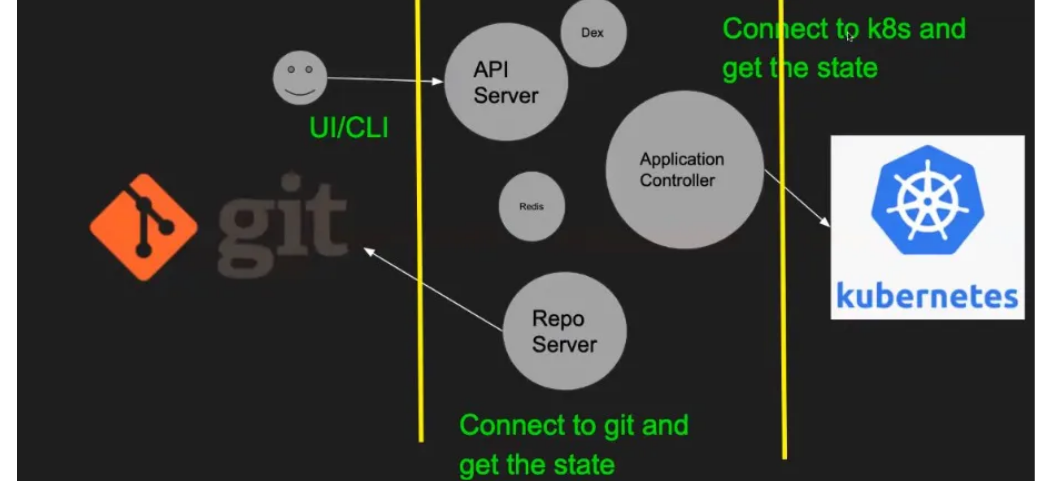 Connect to k8s and
get the state
Dex
API
Server
UI/CLI
Application
Controller
git
Redis
kubernetes
Repo
Server
Connect to git and
get the state